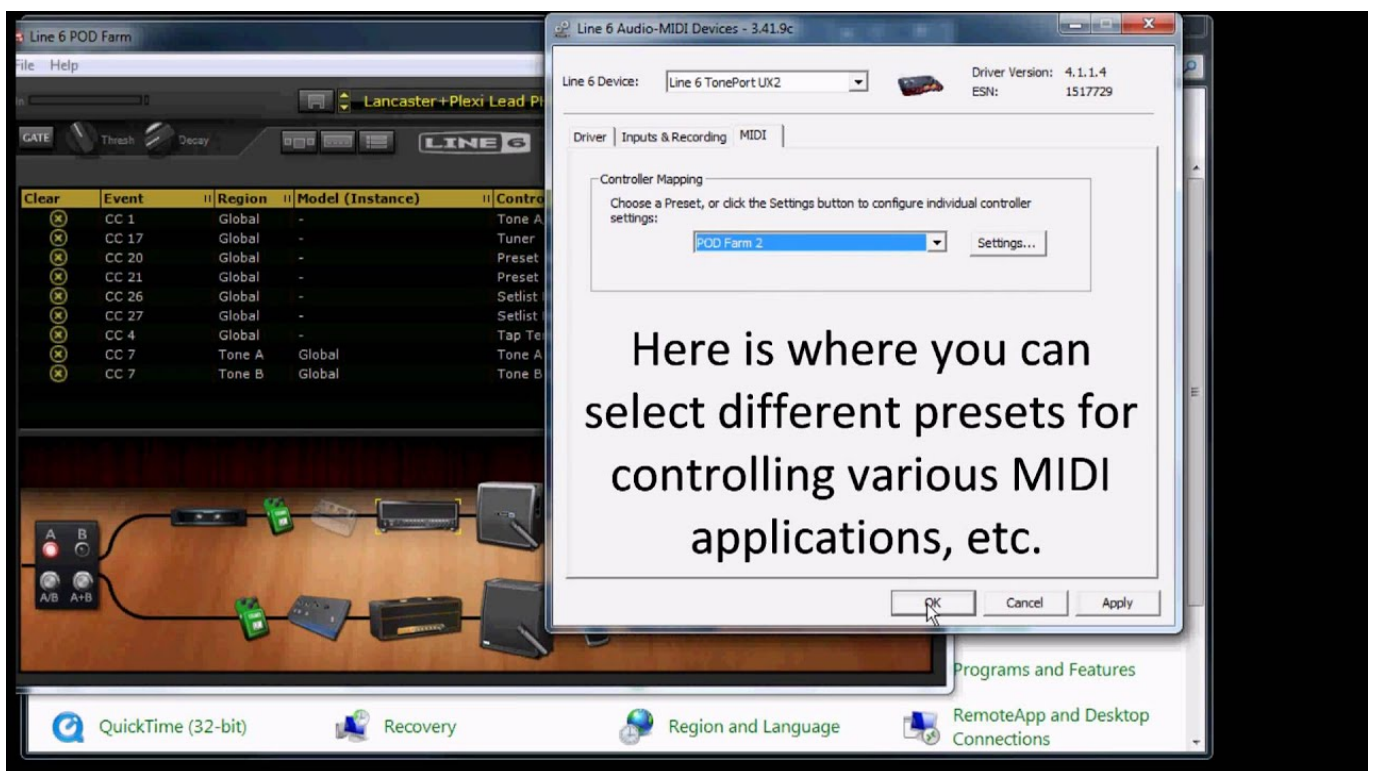 Line 6 POD Farm
File Help
In
Lancaster+Plexi Lead
GATE Thresh Decay
LINE 6
Clear Event Region Model (Instance)
CC 1 Global - Tone A
CC 17 Global - Tuner
CC 20 Global - Preset
CC 21 Global - Preset
CC 26 Global - Setlist
CC 27 Global - Setlist
CC 4 Global - Tap
CC 7 Tone A Global Tone A
CC 7 Tone B Global Tone B
A B
A/B A+B
Line 6 Audio-MIDI Devices - 3.41.9c
Line 6 Device: Line 6 TonePort UX2
Driver Version: 4.1.1.4
ESN: 1517729
Driver Inputs & Recording MIDI
Controller Mapping
Choose a Preset, or click the Settings button to configure individual controller
settings:
POD Farm 2 Settings...
Here is where you can
select different presets for
controlling various MIDI
applications, etc.
OK Cancel Apply
Programs and Features
QuickTime (32-bit) Recovery Region and Language RemoteApp and Desktop
Connections